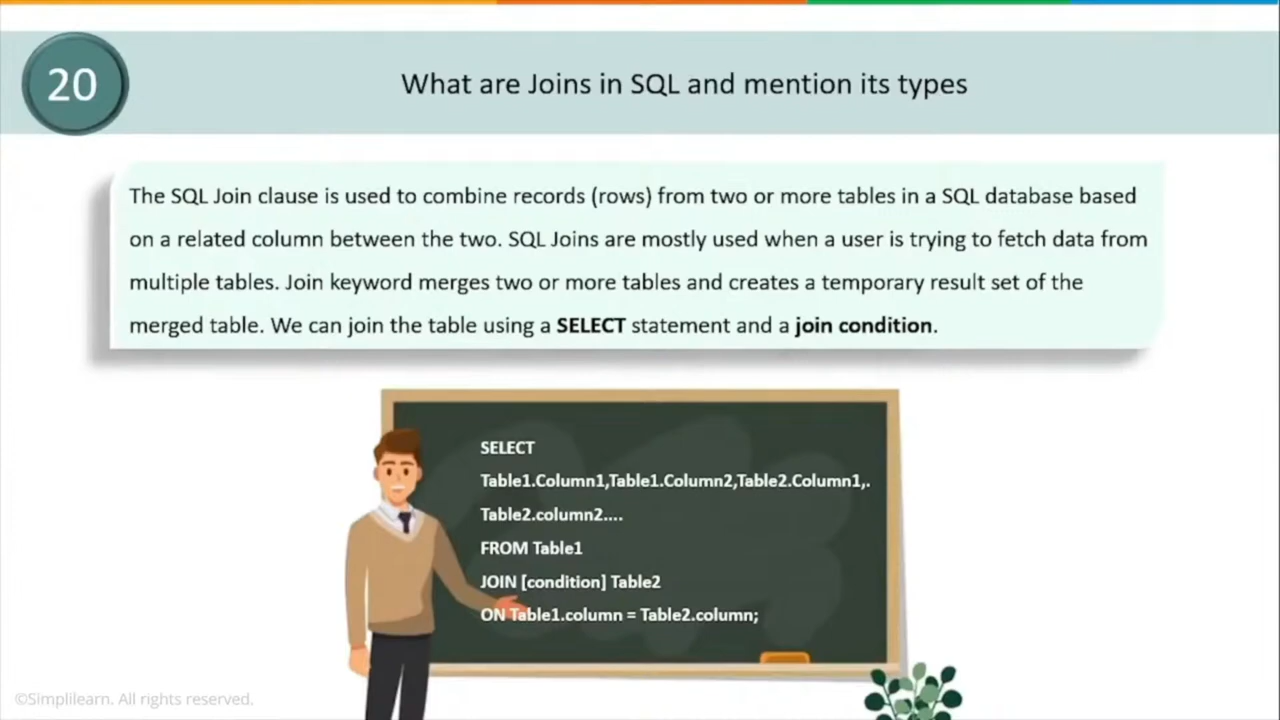 20
What are Joins in SQL and mention its types
The SQL Join clause is used to combine records (rows) from two or more tables in a SQL database based
on a related column between the two. SQL Joins are mostly used when a user is trying to fetch data from
multiple tables. Join keyword merges two or more tables and creates a temporary result set of the
merged table. We can join the table using a SELECT statement and a join condition.
SELECT
Table1.Column1,Table1.Column2,Table2.Column1,.
Table2.column2....
FROM Table1
JOIN [condition] Table2
ON Table1.column = Table2.column;
©Simplilearn. All rights reserved.